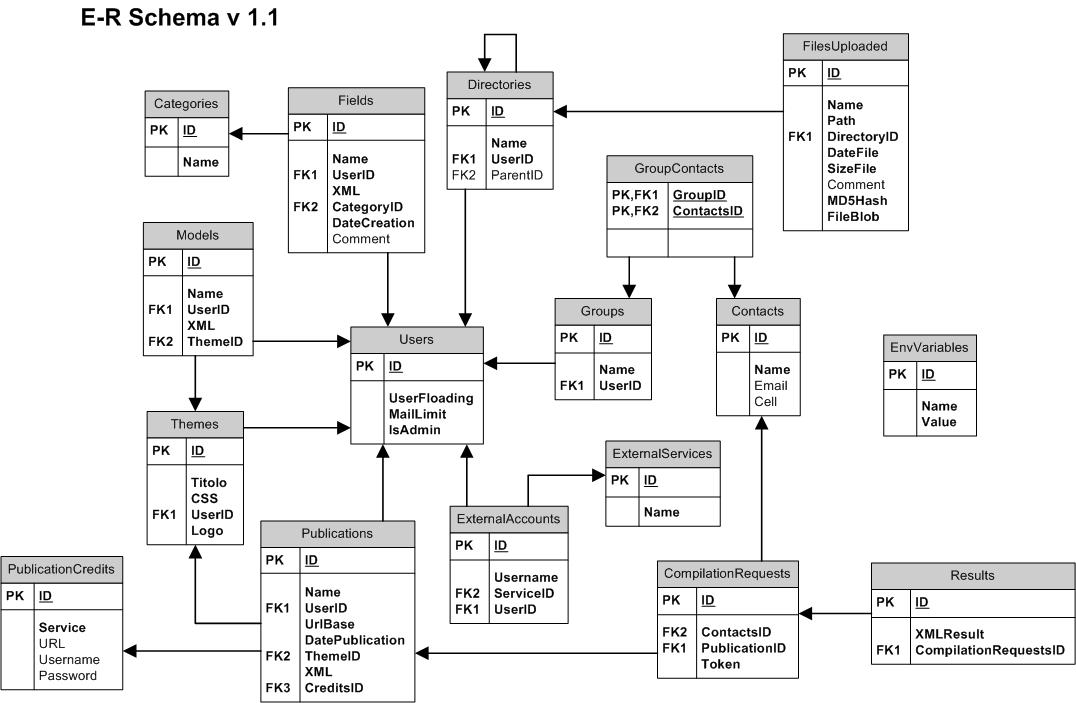 E-R Schema v 1.1
FilesUploaded
PK ID
Name
Path
FK1 DirectoryID
DateFile
SizeFile
Comment
MD5Hash
FileBlob
Directories
PK ID
Name
FK1 UserID
FK2 ParentID
Categories
PK ID
Name
Fields
PK ID
Name
FK1 UserID
XML
FK2 CategoryID
DateCreation
Comment
GroupContacts
PK,FK1 GroupID
PK,FK2 ContactsID
Models
PK ID
Name
FK1 UserID
XML
FK2 ThemeID
Users
PK ID
UserFloading
MailLimit
IsAdmin
Groups
PK ID
Name
FK1 UserID
Contacts
PK ID
Name
Email
Cell
EnvVariables
PK ID
Name
Value
Themes
PK ID
Titolo
CSS
FK1 UserID
Logo
ExternalServices
PK ID
Name
ExternalAccounts
PK ID
Username
FK2 ServiceID
FK1 UserID
Publications
PK ID
Name
FK1 UserID
UrlBase
DatePublication
FK2 ThemeID
XML
FK3 CreditsID
PublicationCredits
PK ID
Service
URL
Username
Password
CompilationRequests
PK ID
FK2 ContactsID
FK1 PublicationID
Token
Results
PK ID
XMLResult
FK1 CompilationRequestsID